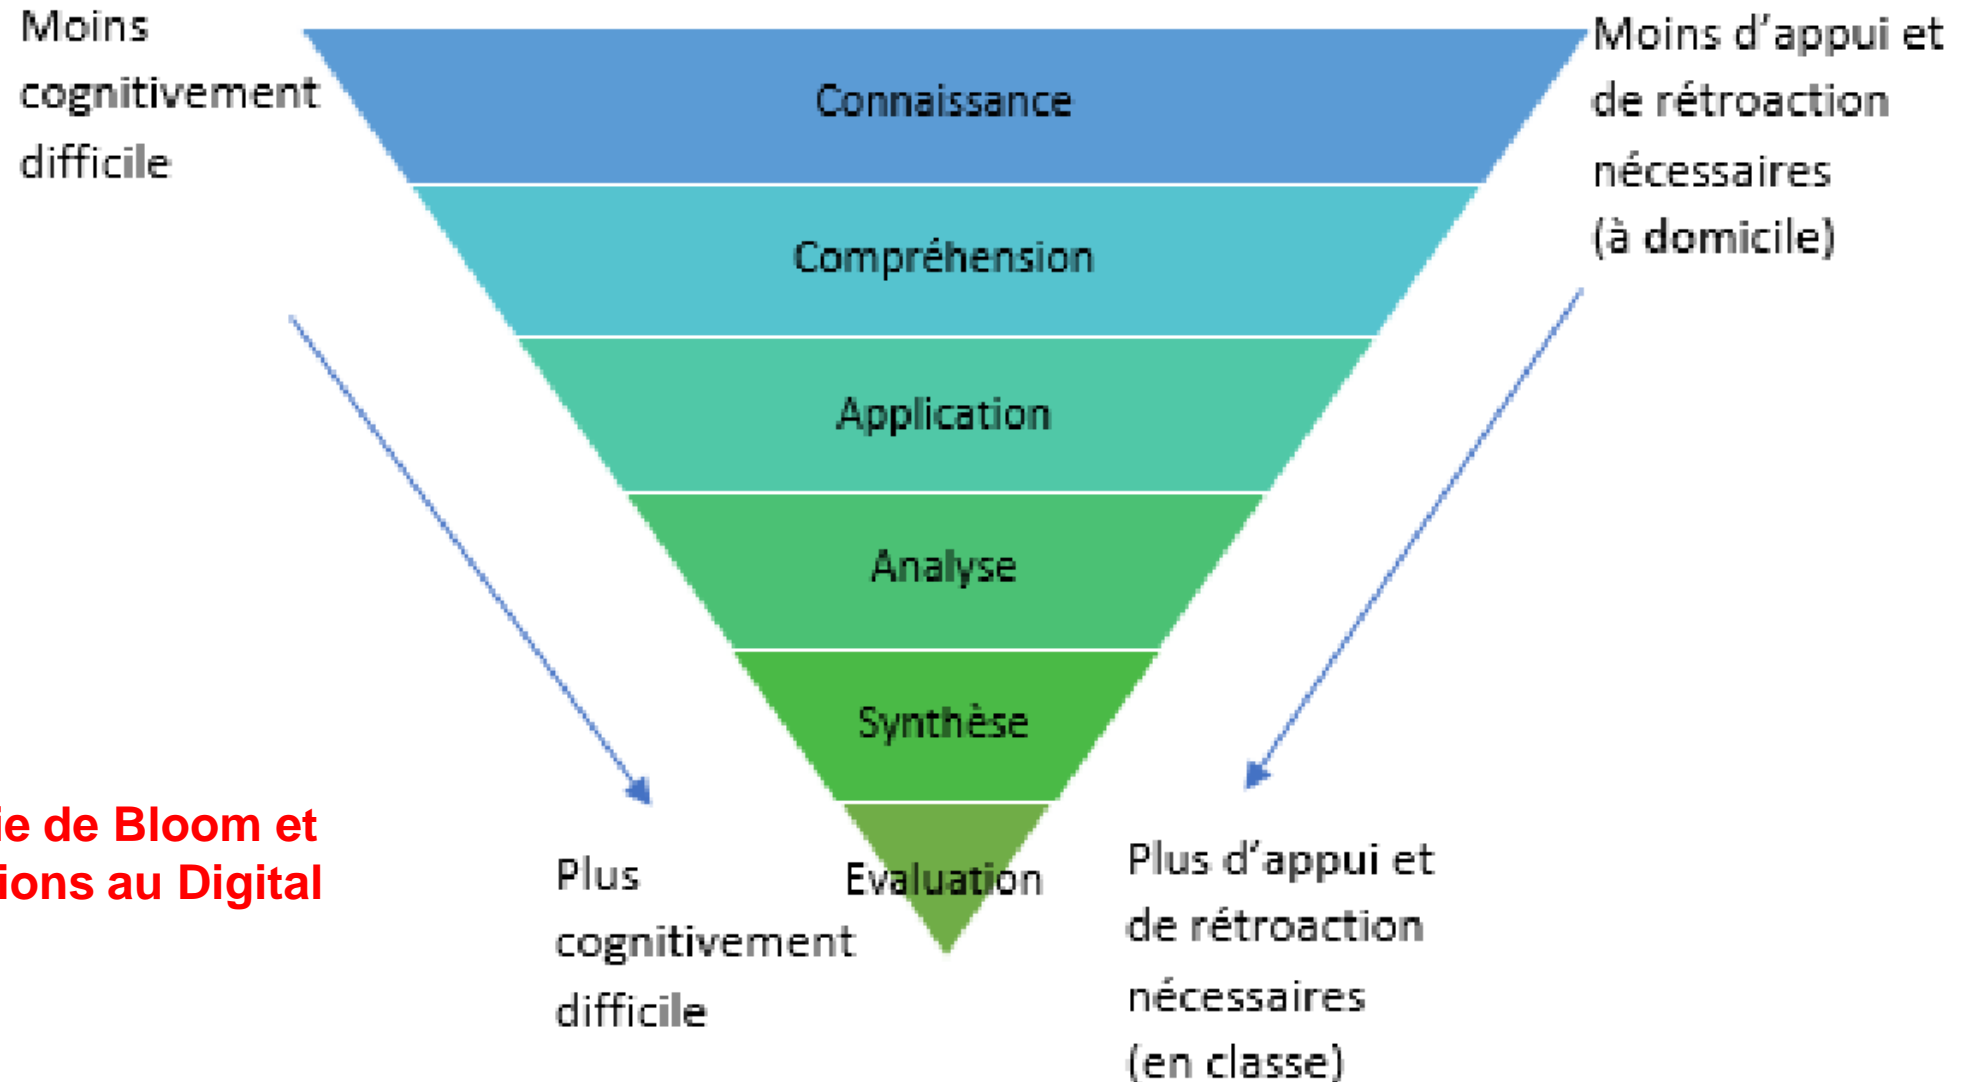 Moins
cognitivement
difficile
Moins d'appui et
de rétroaction
nécessaires
(à domicile)
Connaissance
Compréhension
Application
Analyse
Synthèse
Evaluation
ie de Bloom et
ions au Digital
Plus
cognitivement
difficile
Plus d'appui et
de rétroaction
nécessaires
(en classe)